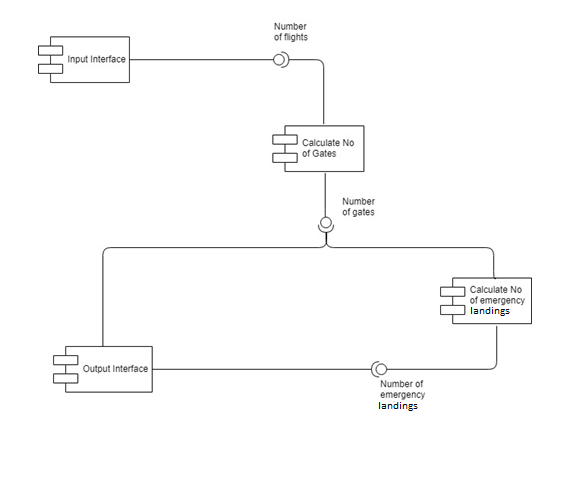 Number
of flights
Input Interface
Calculate No
of Gates
Number
of gates
Calculate No
of emergency
landings
Output Interface
Number of
emergency
landings